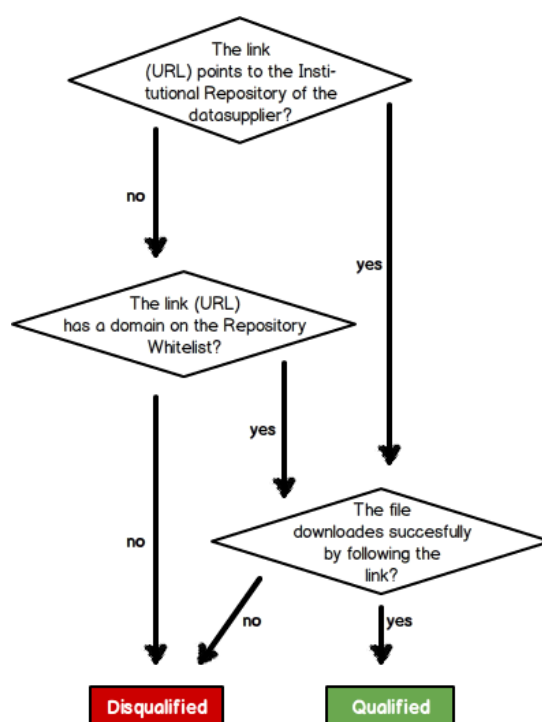 The link
(URL) points to the Insti-
tutional Repository of the
datasupplier?
no
yes
The link (URL)
has a domain on the Repository
Whitelist?
yes
no
The file
downloades succesfully
by following the
link?
no
yes
Disqualified
Qualified